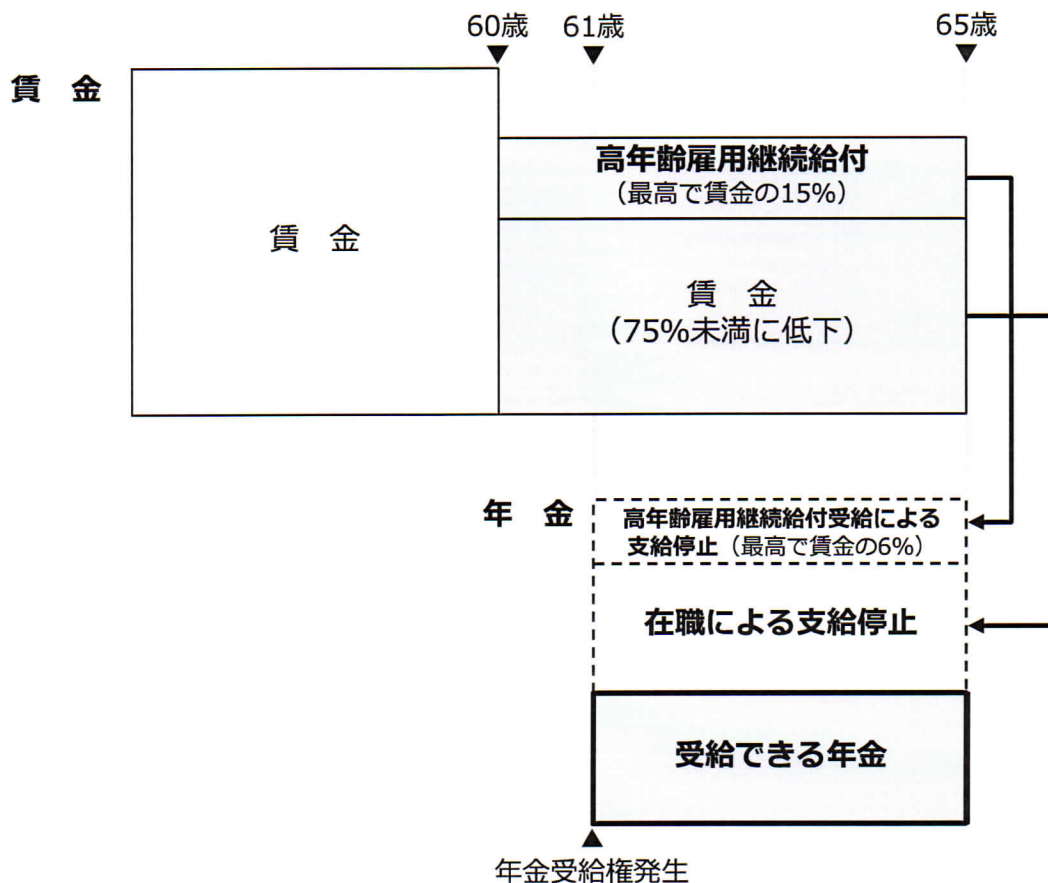 60歳 61歳 65歳
賃 金
高年齢雇用継続給付
（最高で賃金の15%）
賃 金
賃 金
（75%未満に低下）
年 金
高年齢雇用継続給付受給による
支給停止（最高で賃金の6%）
在職による支給停止
受給できる年金
年金受給権発生